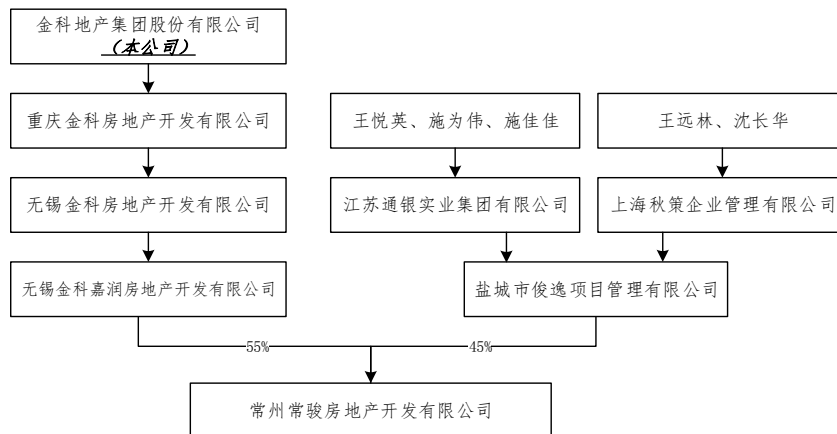 金科地产集团股份有限公司
（本公司）
重庆金科房地产开发有限公司
王悦英、施为伟、施佳佳
王远林、沈长华
无锡金科房地产开发有限公司
江苏通银实业集团有限公司
上海秋策企业管理有限公司
无锡金科嘉润房地产开发有限公司
盐城市俊逸项目管理有限公司
55%
45%
常州常骏房地产开发有限公司